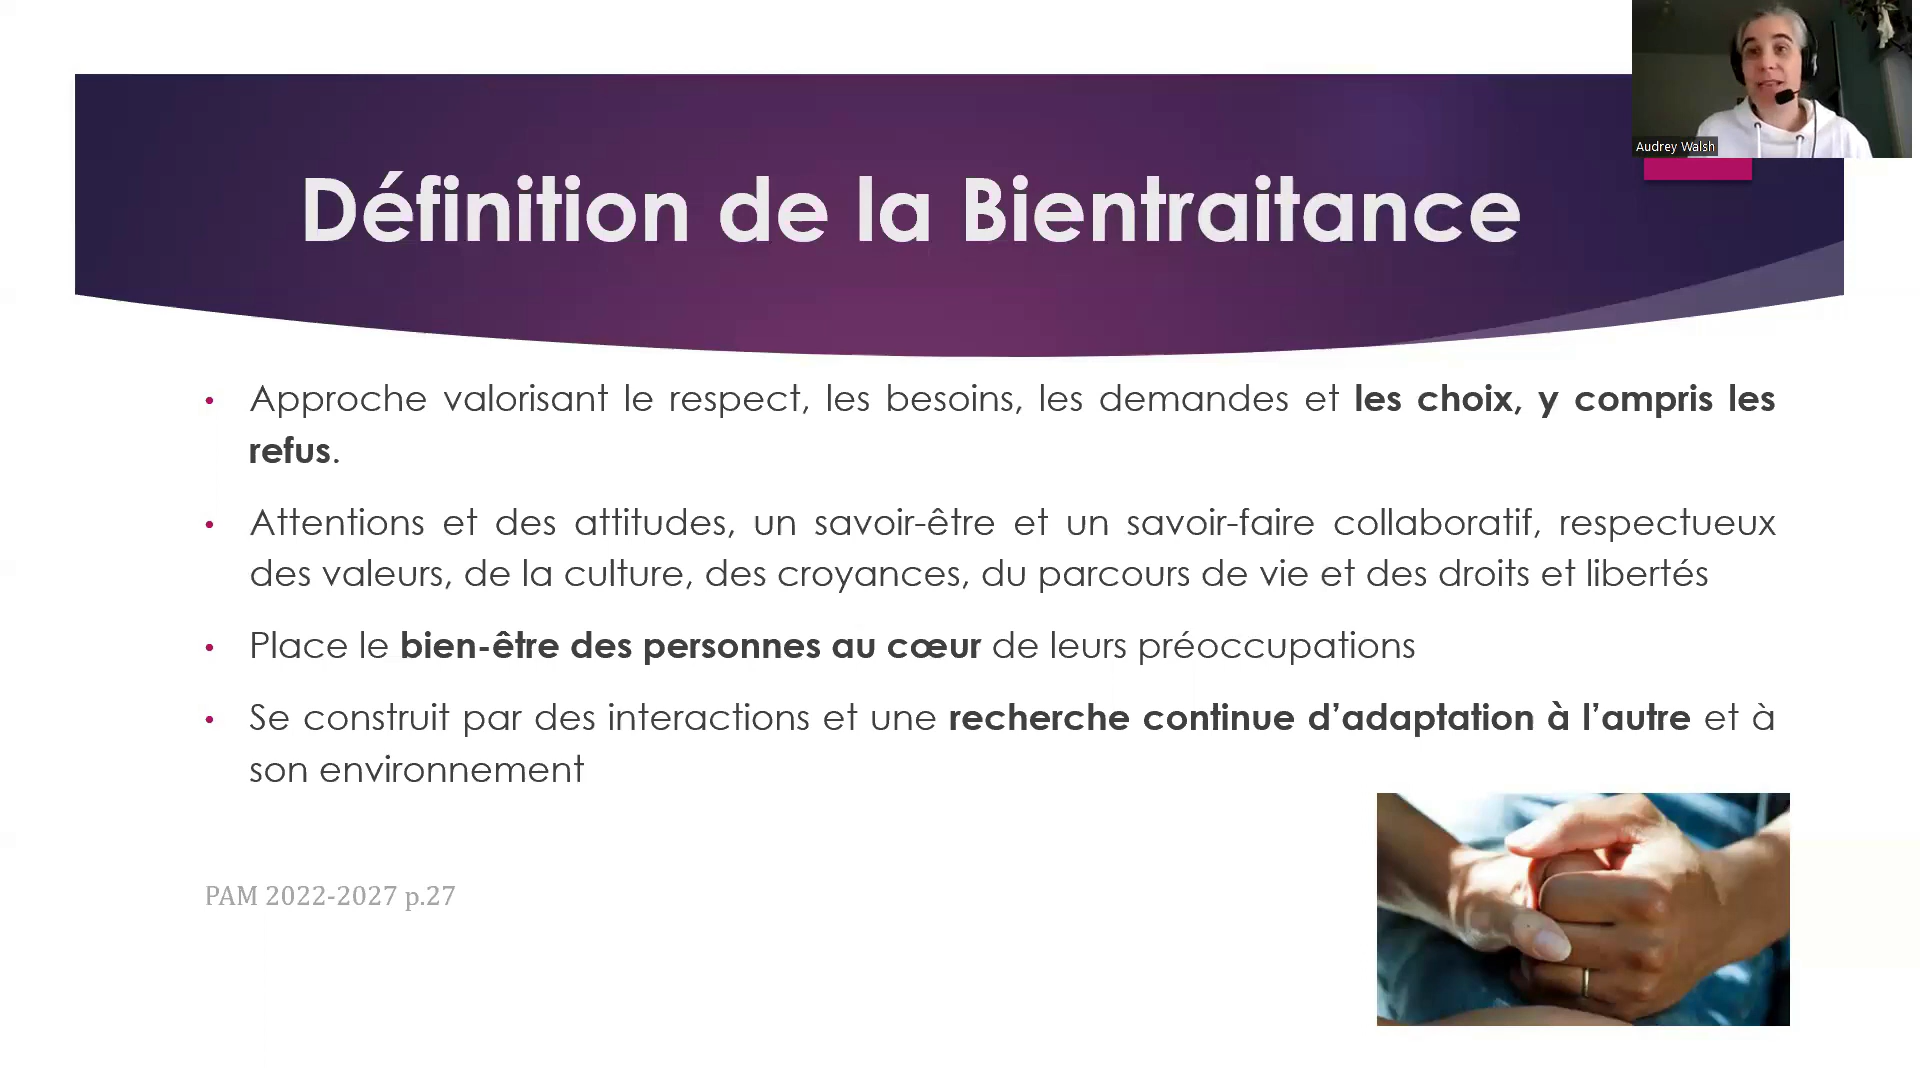 Audrey Walsh
Définition de la Bientraitance
• Approche valorisant le respect, les besoins, les demandes et les choix, y compris les
refus.
• Attentions et des attitudes, un savoir-être et un savoir-faire collaboratif, respectueux
des valeurs, de la culture, des croyances, du parcours de vie et des droits et libertés
• Place le bien-être des personnes au cœur de leurs préoccupations
• Se construit par des interactions et une recherche continue d’adaptation à l’autre et à
son environnement
PAM 2022-2027 p.27